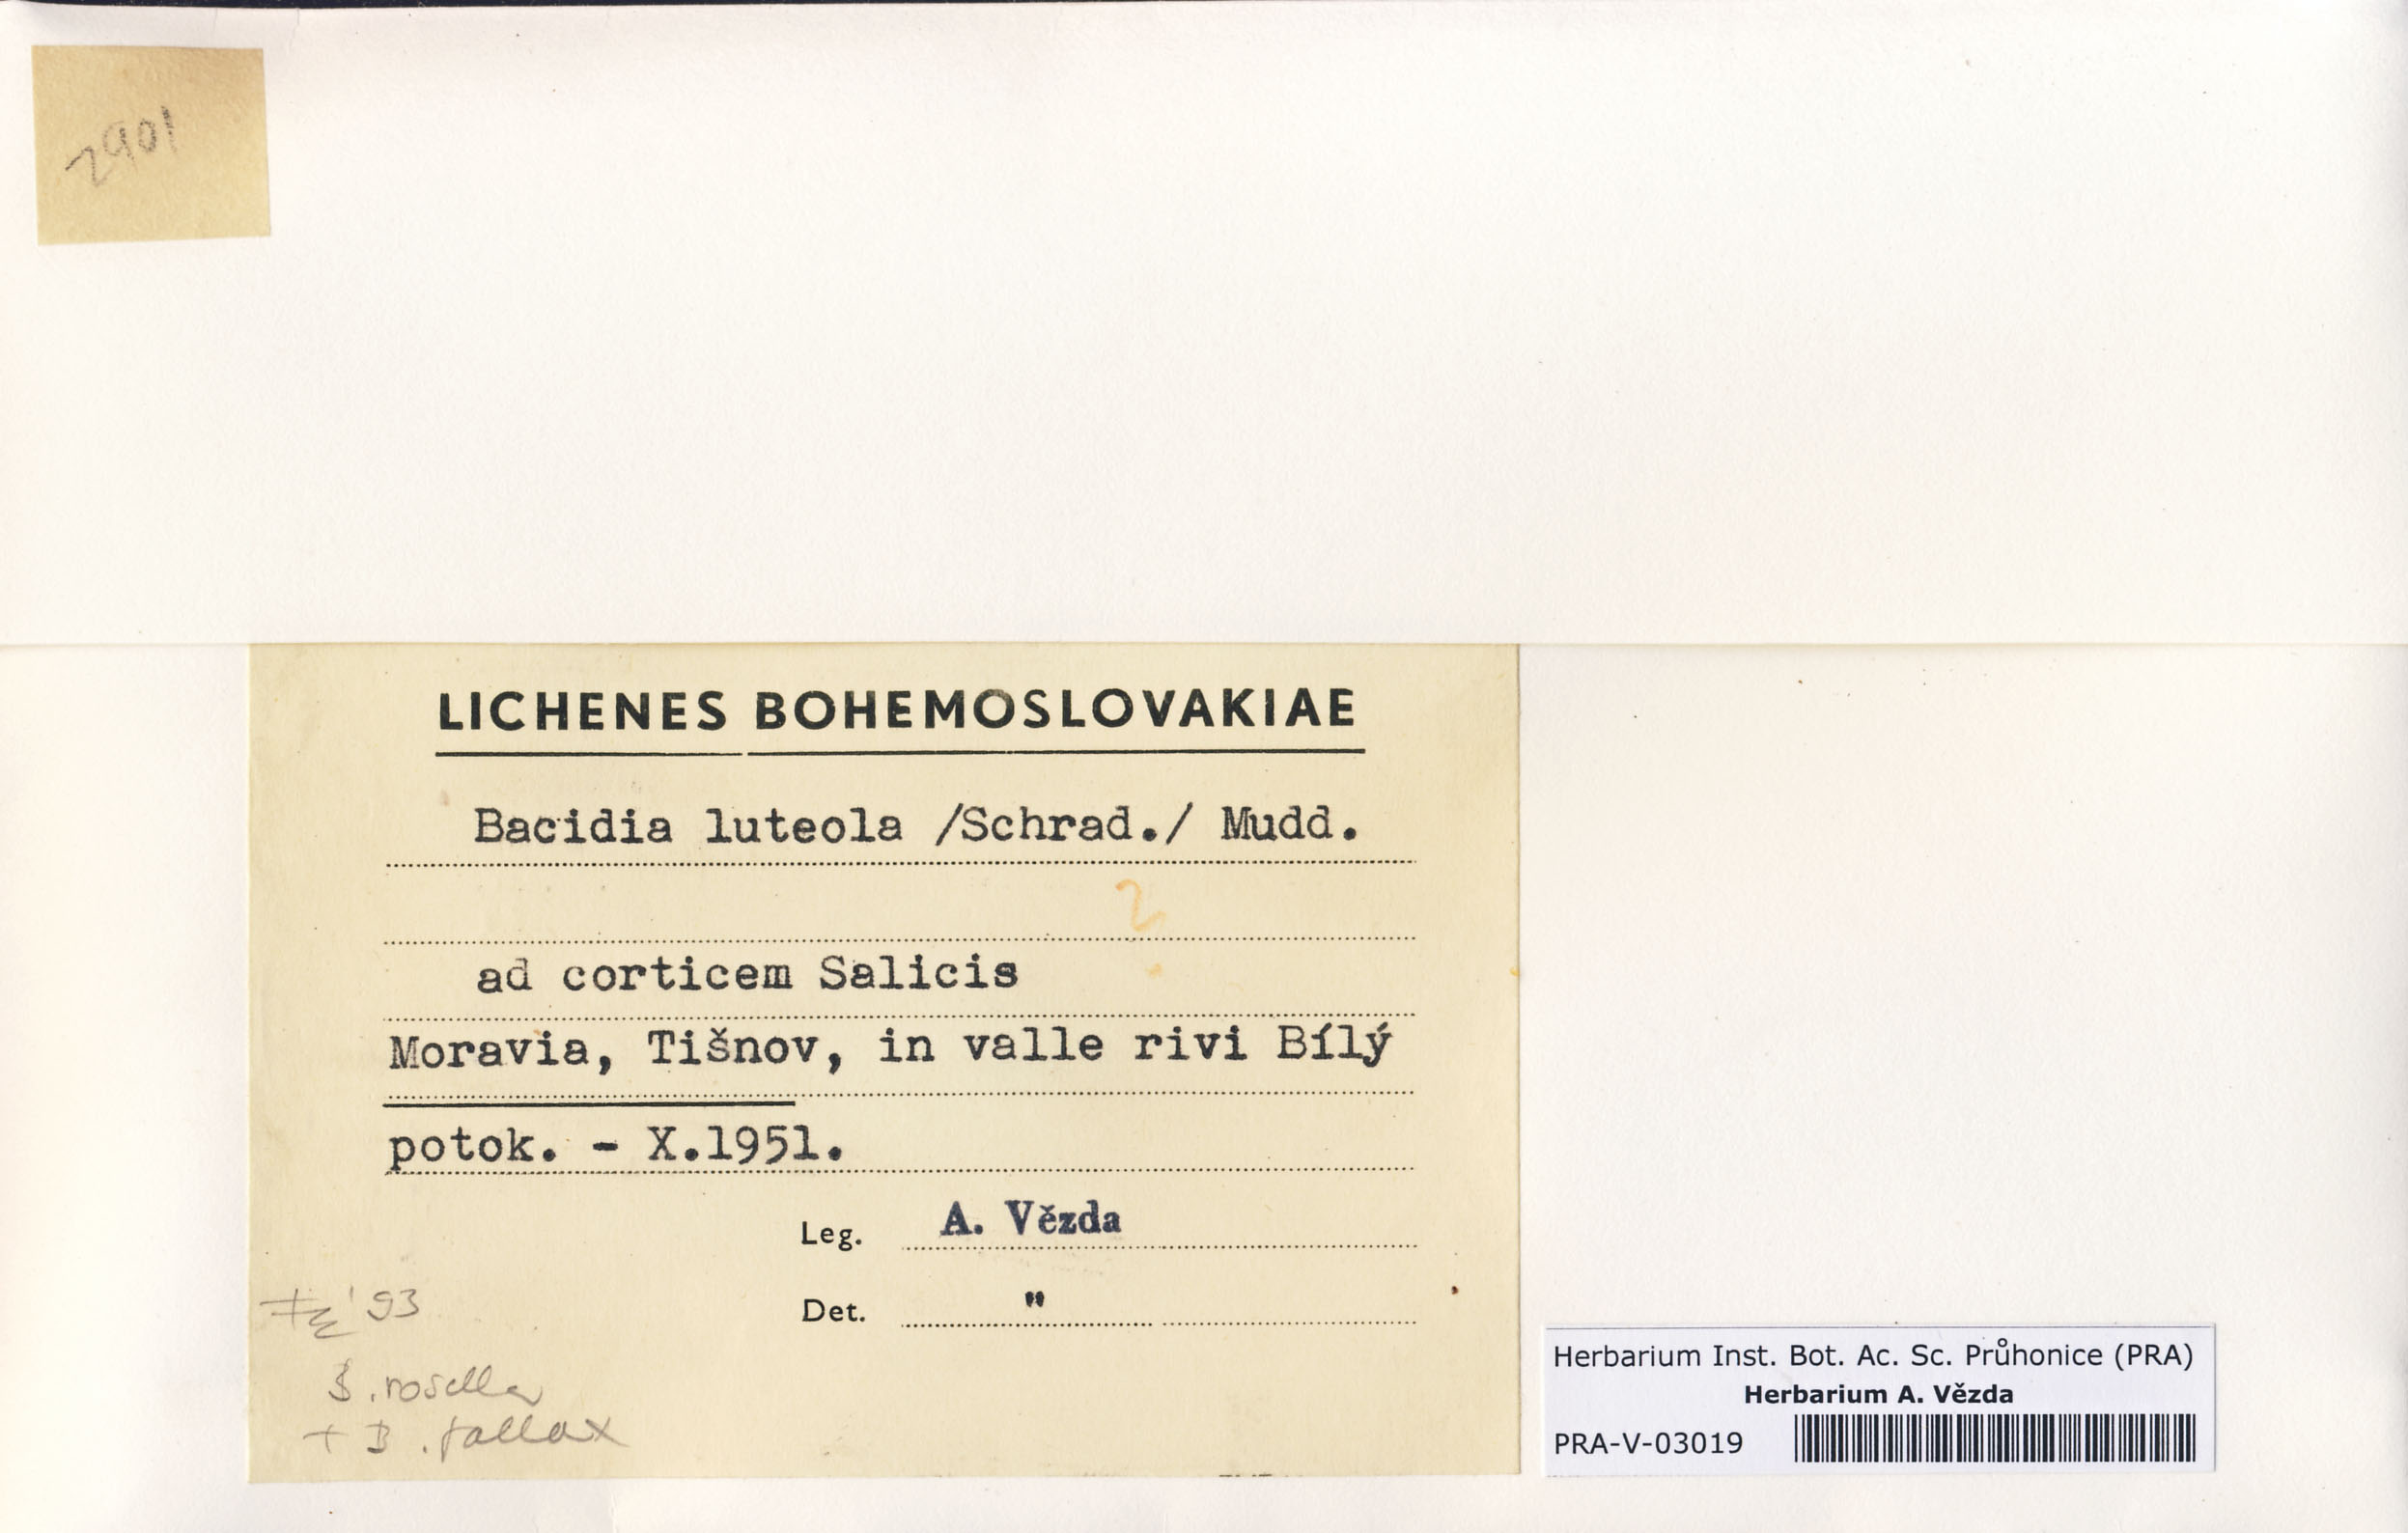 2901
LICHENES BOHEMOSLOVAKIAE
Bacidia luteola /Schrad./ Mudd.
?
ad corticem Salicis
Moravia, Tišnov, in valle rivi Bílý
potok. - X.1951.
Leg. A. Vězda
Det. "
'93
B. rosella
+ B. fallax
Herbarium Inst. Bot. Ac. Sc. Průhonice (PRA)
Herbarium A. Vězda
PRA-V-03019